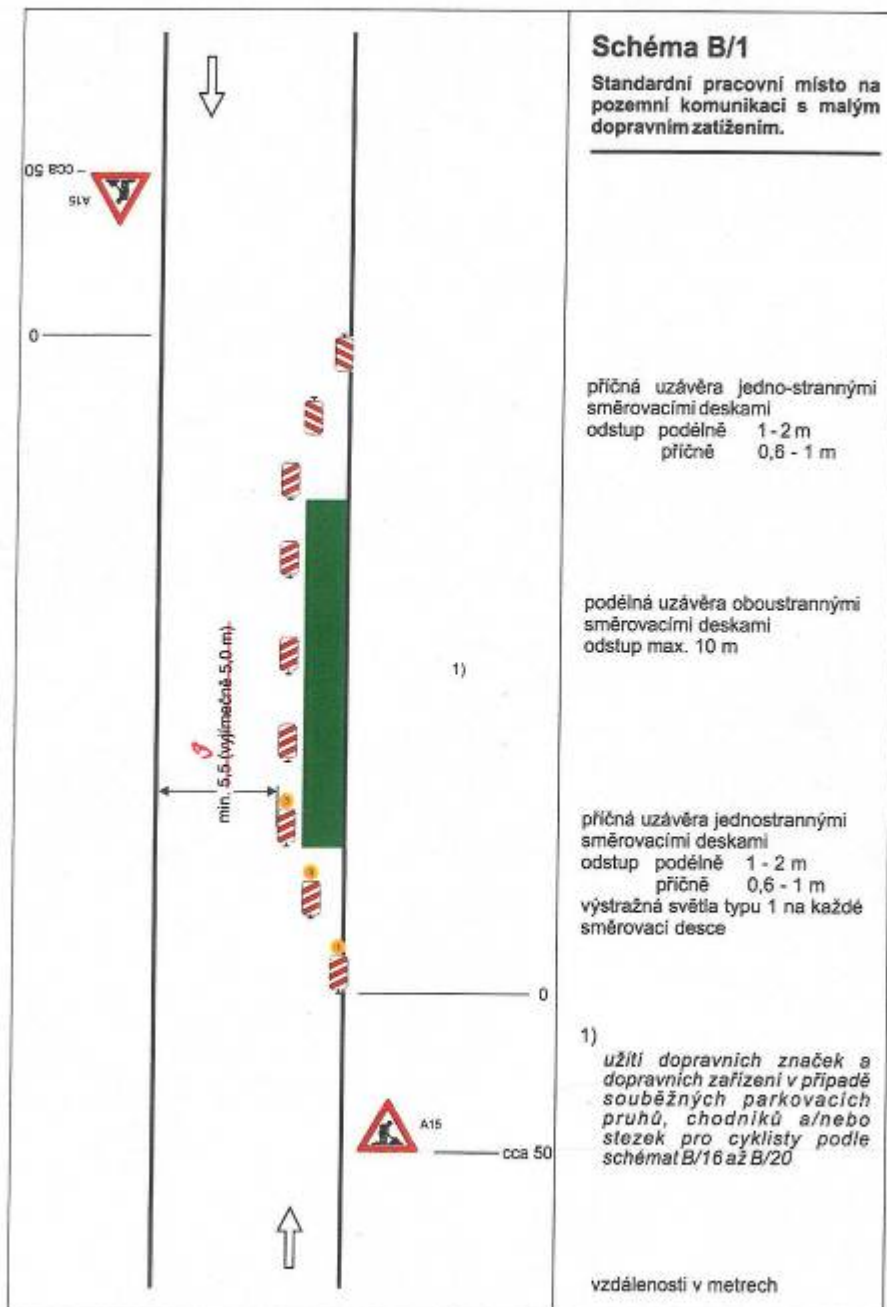 Schéma B/1
Standardní pracovní místo na
pozemní komunikaci s malým
dopravním zatížením.
cca 50
A15
0
příčná uzávěra jedno-strannými
směrovacími deskami
odstup podélně 1 - 2 m
příčně 0,6 - 1 m
podélná uzávěra oboustrannými
směrovacími deskami
odstup max. 10 m
1)
3
min. 5,5 (vyjímečně 5,0 m)
příčná uzávěra jednostrannými
směrovacími deskami
odstup podélně 1 - 2 m
příčně 0,6 - 1 m
výstražná světla typu 1 na každé
směrovací desce
0
1)
užití dopravních značek a
dopravních zařízení v případě
souběžných parkovacích
pruhů, chodníků a/nebo
stezek pro cyklisty podle
schémat B/16 až B/20
A15
cca 50
vzdálenosti v metrech